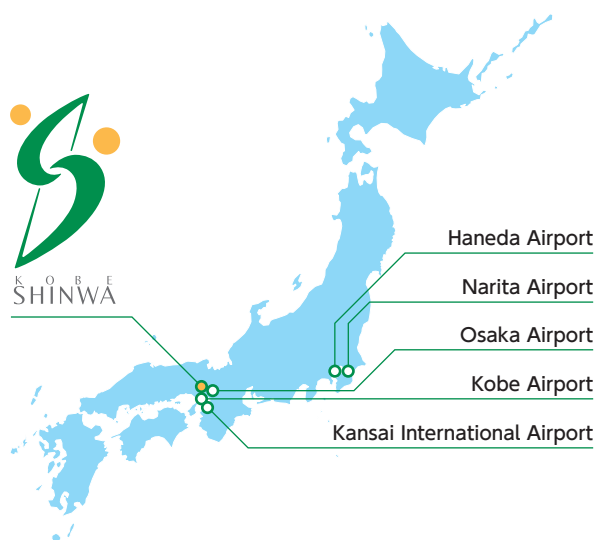 KOBE
SHINWA
Haneda Airport
Narita Airport
Osaka Airport
Kobe Airport
Kansai International Airport